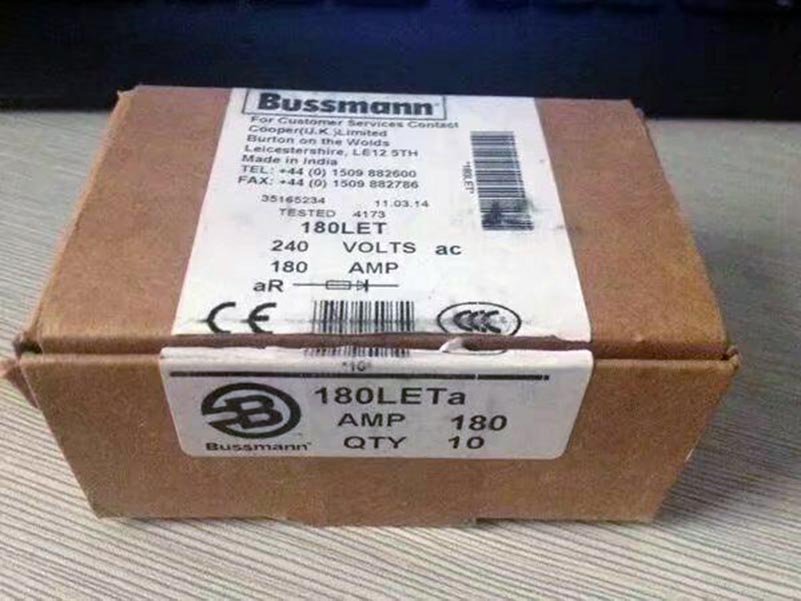 Bussmann
For Customer Services Contact
Cooper(U.K.)Limited
Burton on the Wolds
Leicestershire, LE12 5TH
Made in India
TEL: +44 (0) 1509 882600
FAX: +44 (0) 1509 882786
*180LET*
35165234 11.03.14
TESTED 4173
180LET
240 VOLTS ac
180 AMP
aR
CE
CCC
*10*
B
Bussmann
180LETa
AMP 180
QTY 10